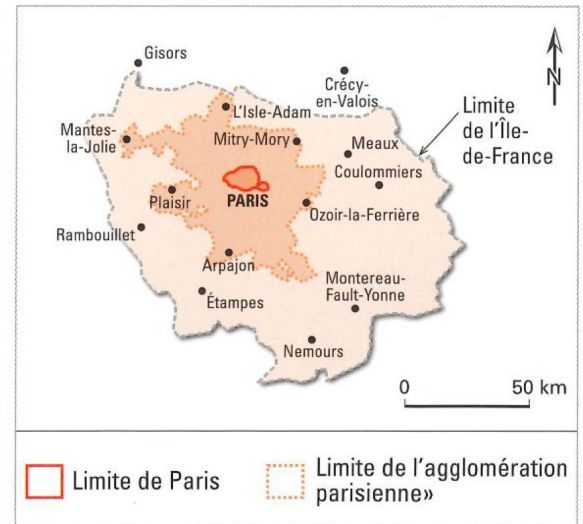 Gisors
Crécy-
en-Valois
N
Limite
de l'Île-
de-France
L'Isle-Adam
Mantes-
la-Jolie
Mitry-Mory
Meaux
Coulommiers
Plaisir
PARIS
Ozoir-la-Ferrière
Rambouillet
Arpajon
Montereau-
Fault-Yonne
Étampes
Nemours
0 50 km
Limite de Paris
Limite de l'agglomération
parisienne»